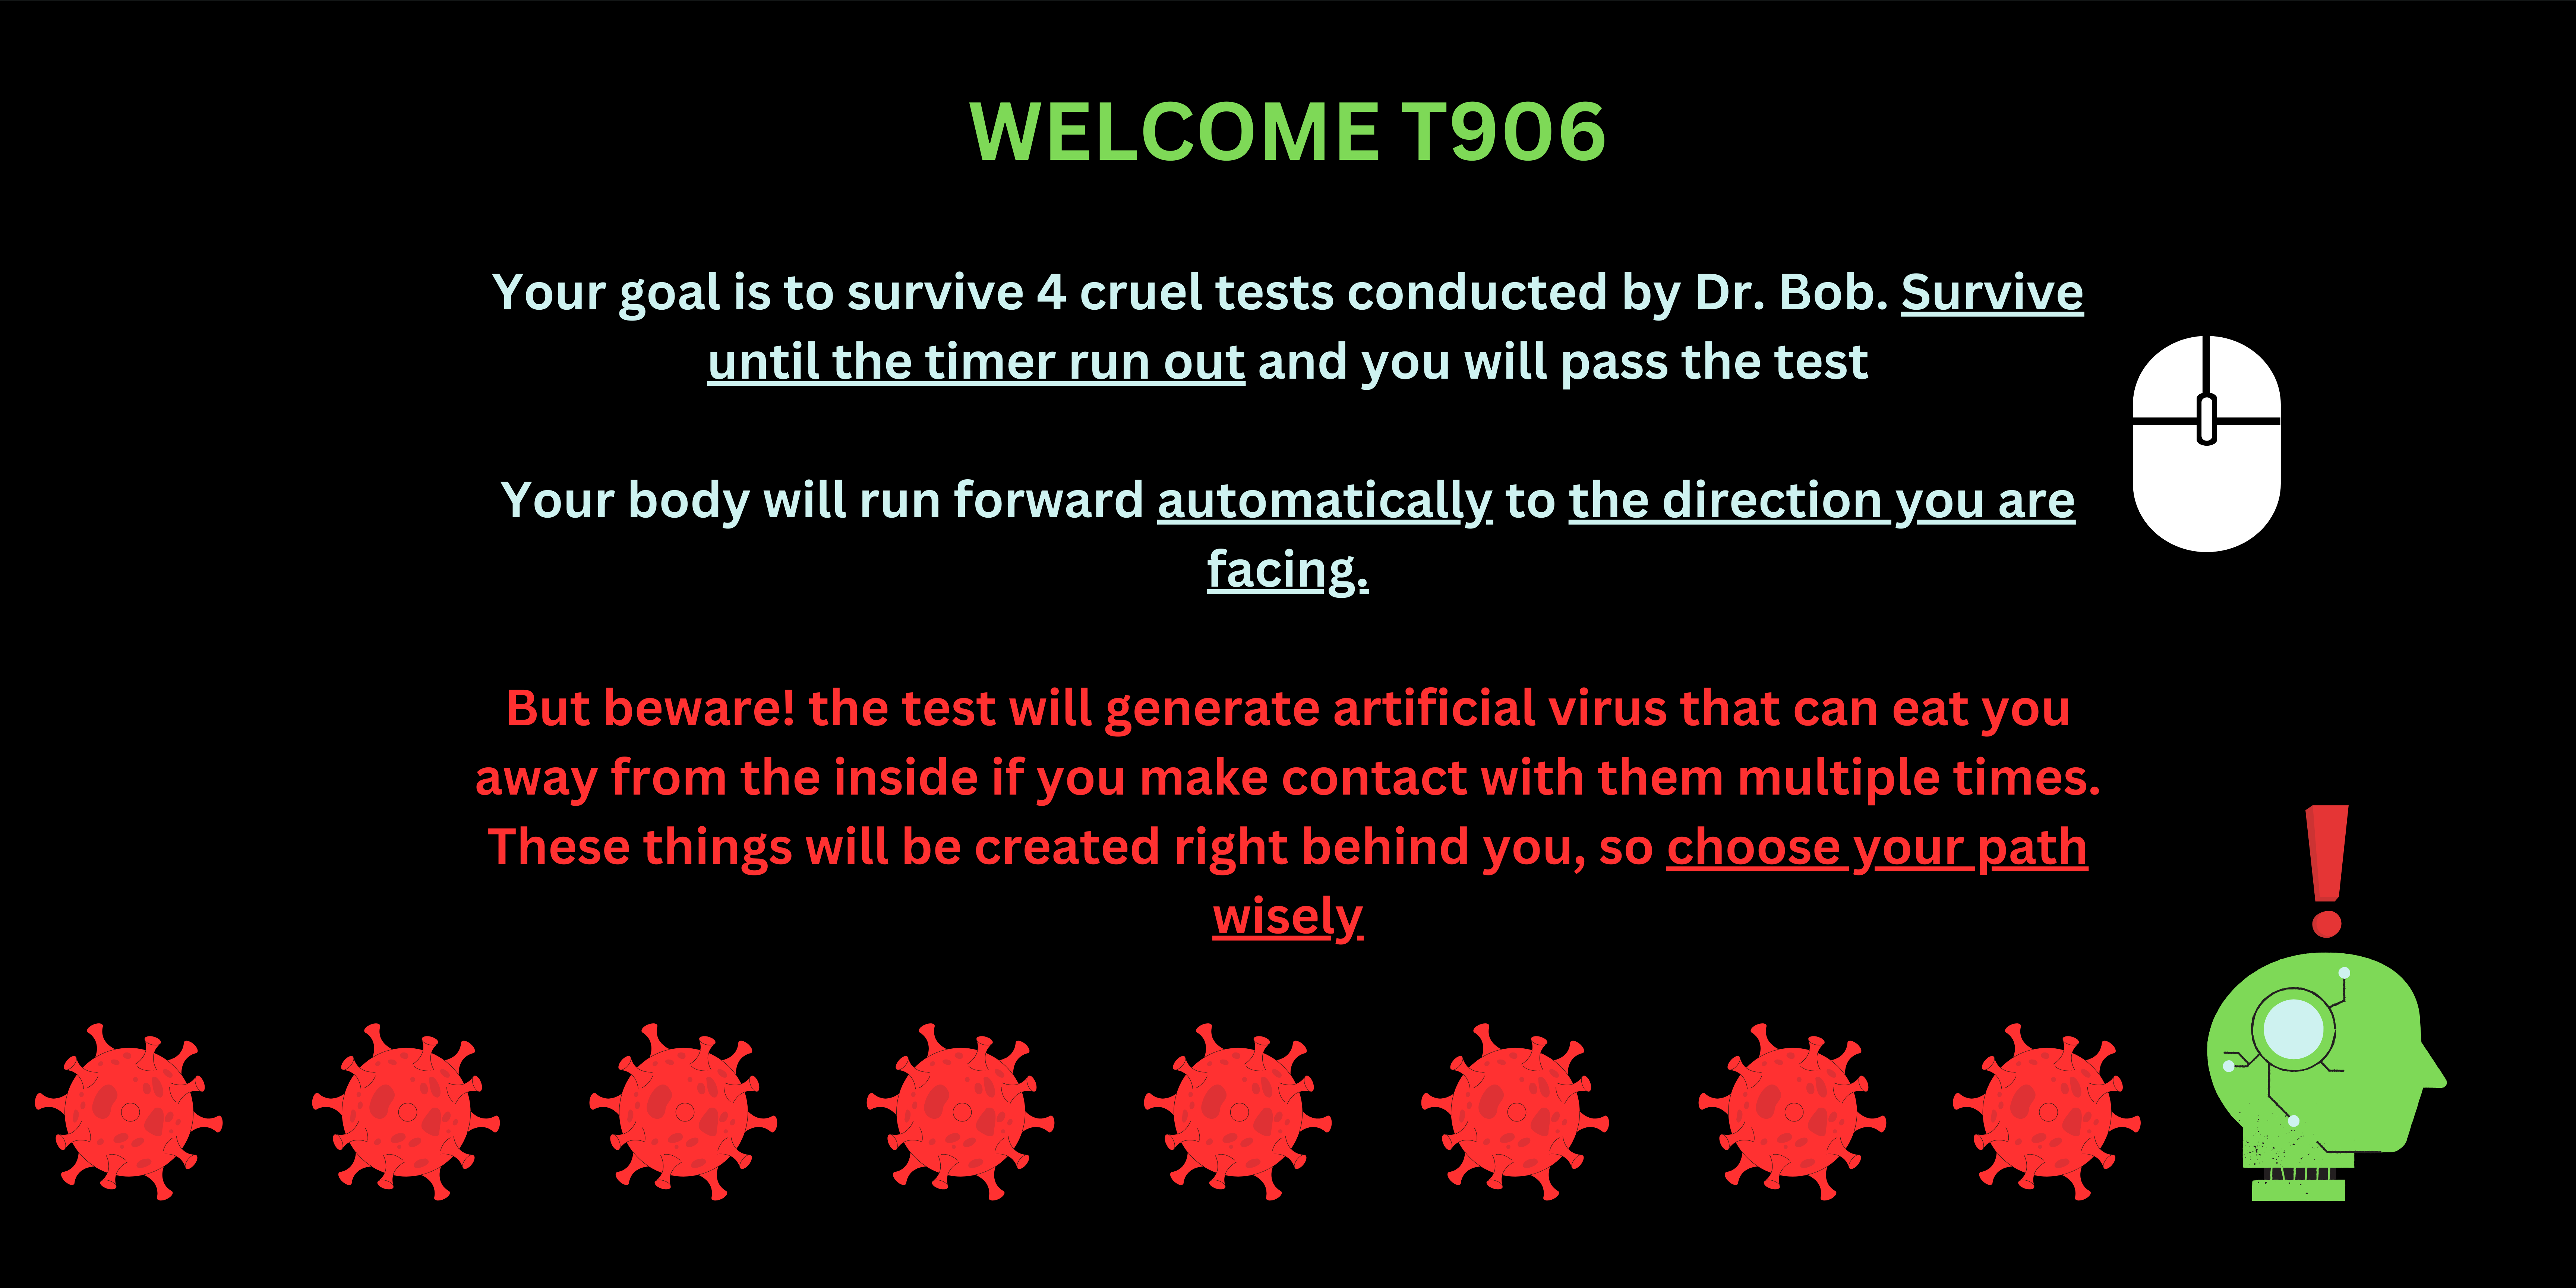 WELCOME T906
Your goal is to survive 4 cruel tests conducted by Dr. Bob. Survive
until the timer run out and you will pass the test
Your body will run forward automatically to the direction you are
facing.
But beware! the test will generate artificial virus that can eat you
away from the inside if you make contact with them multiple times.
These things will be created right behind you, so choose your path
wisely